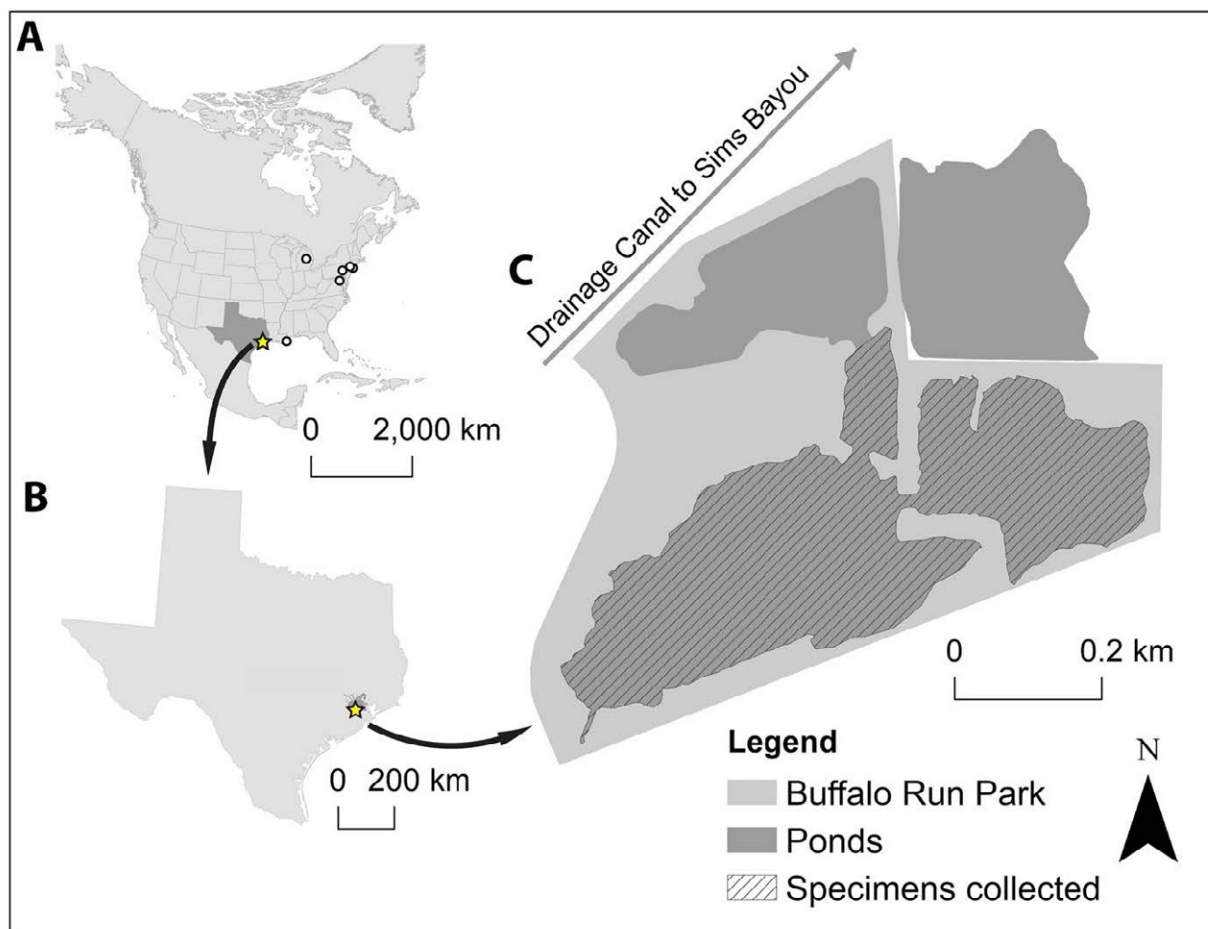 A
0 2,000 km
B
0 200 km
C
Drainage Canal to Sims Bayou
0 0.2 km
Legend
Buffalo Run Park
Ponds
Specimens collected
N